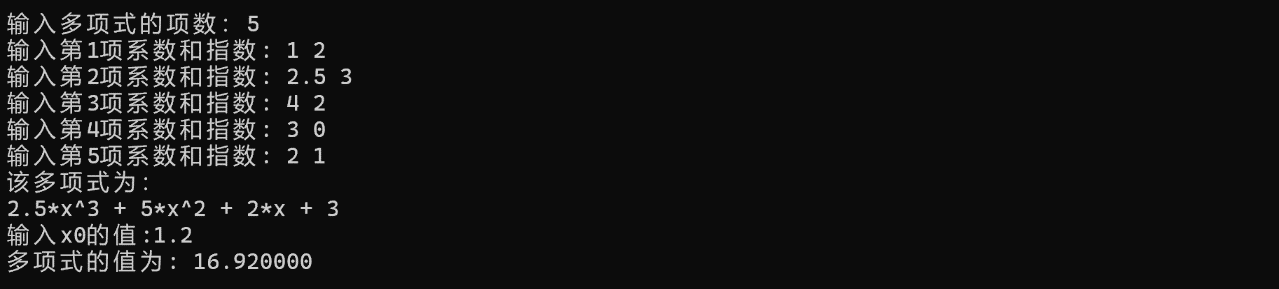 输入多项式的项数: 5
输入第1项系数和指数: 1 2
输入第2项系数和指数: 2.5 3
输入第3项系数和指数: 4 2
输入第4项系数和指数: 3 0
输入第5项系数和指数: 2 1
该多项式为:
2.5*x^3 + 5*x^2 + 2*x + 3
输入x0的值:1.2
多项式的值为: 16.920000